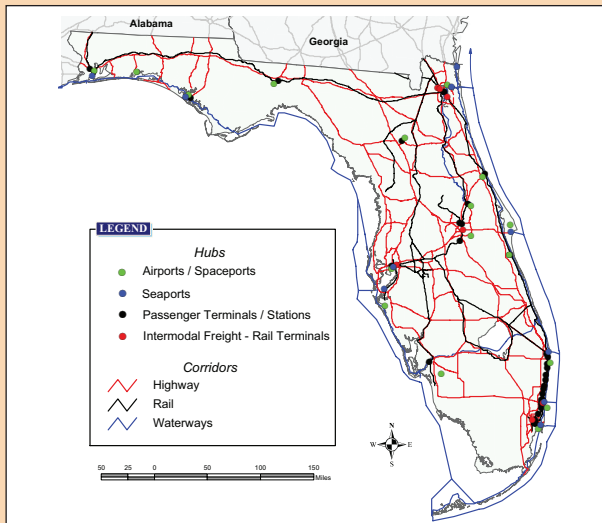 Alabama
Georgia
LEGEND
Hubs
Airports / Spaceports
Seaports
Passenger Terminals / Stations
Intermodal Freight - Rail Terminals
Corridors
Highway
Rail
Waterways
N
W E
S
50 25 0 50 100 150
Miles